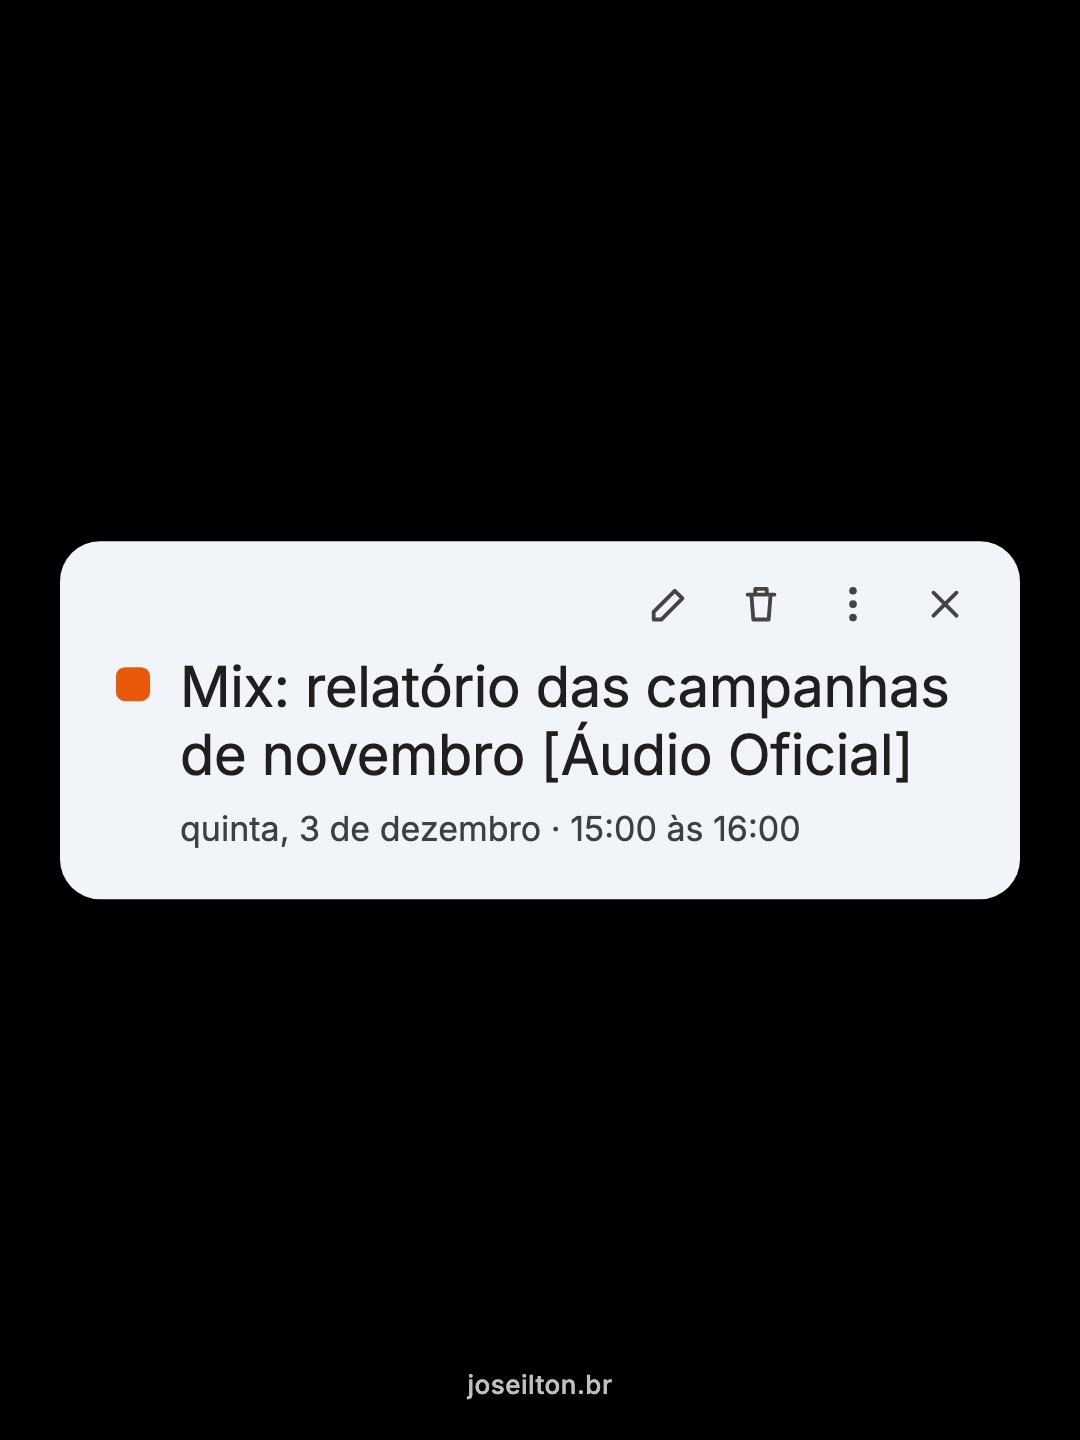 Mix: relatório das campanhas
de novembro [Áudio Oficial]
quinta, 3 de dezembro · 15:00 às 16:00
joseilton.br